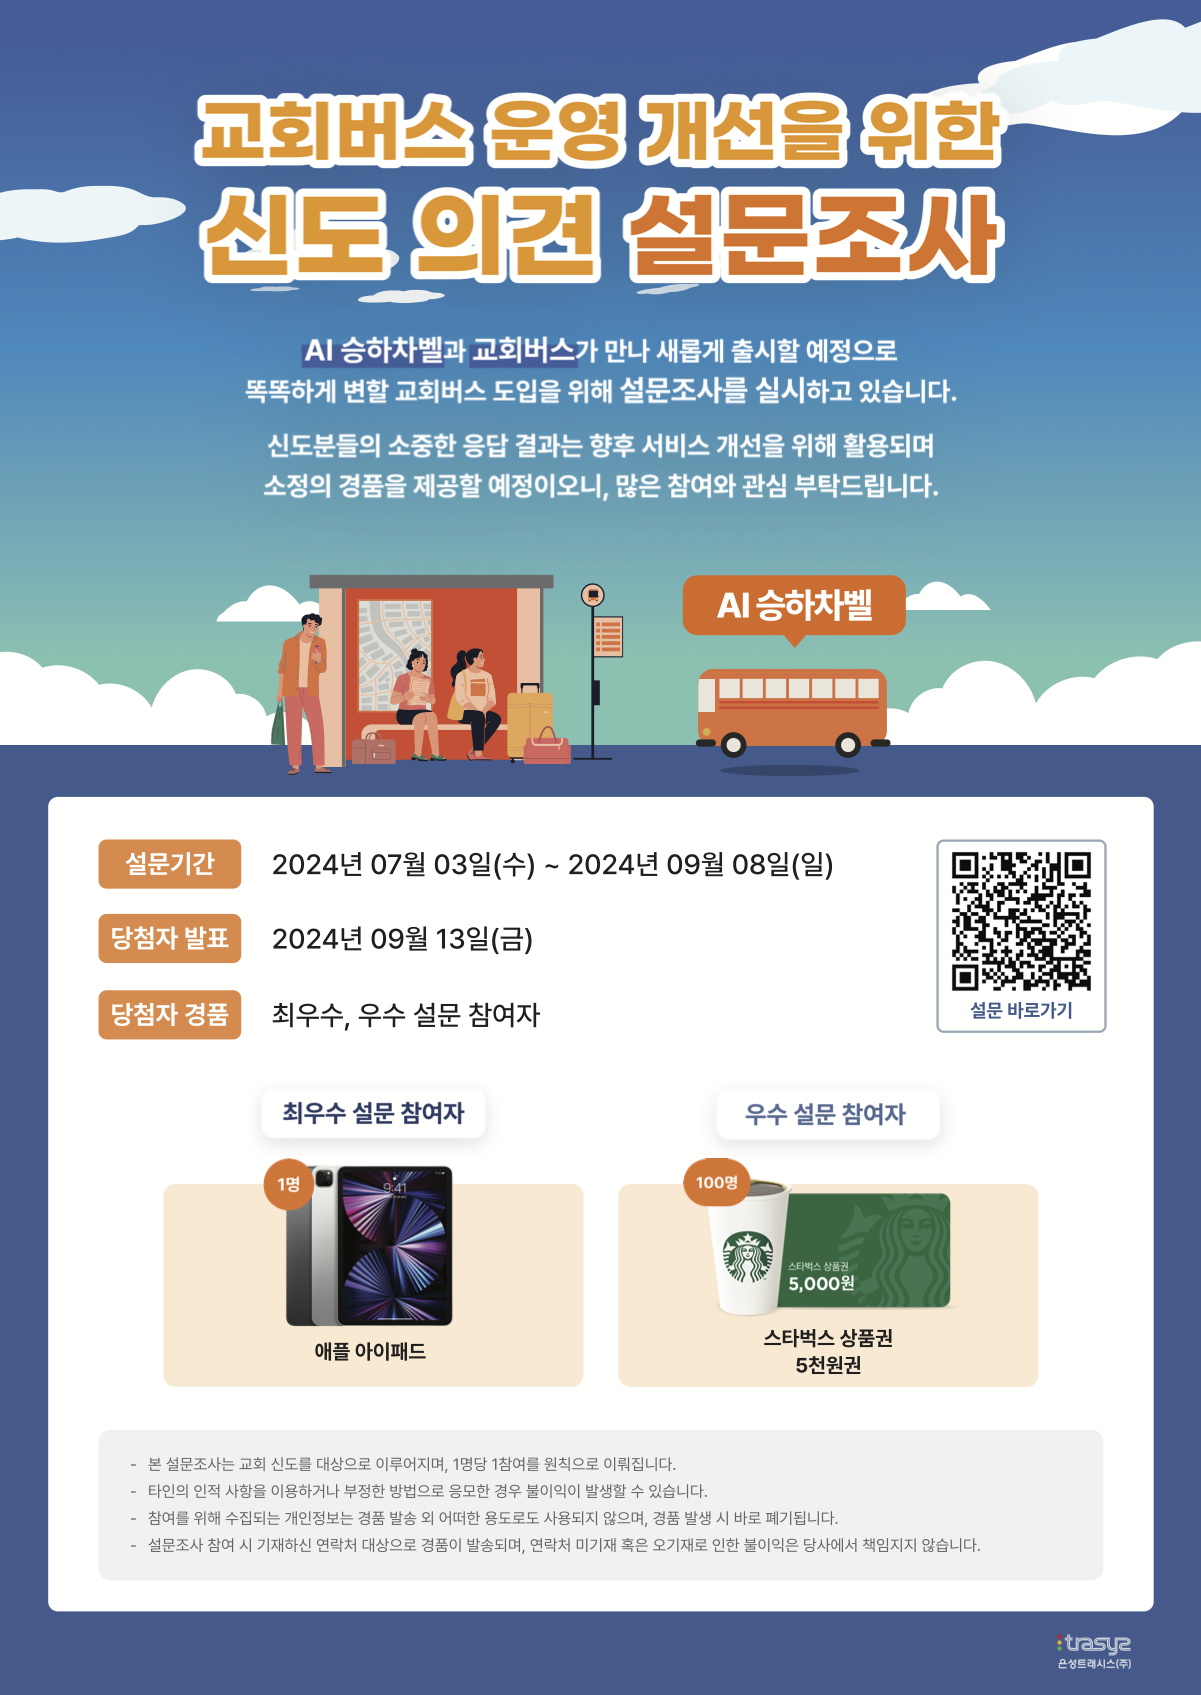 교회버스 운영 개선을 위한
신도 의견 설문조사
AI 승하차벨과 교회버스가 만나 새롭게 출시할 예정으로
똑똑하게 변할 교회버스 도입을 위해 설문조사를 실시하고 있습니다.
신도분들의 소중한 응답 결과는 향후 서비스 개선을 위해 활용되며
소정의 경품을 제공할 예정이오니, 많은 참여와 관심 부탁드립니다.
AI 승하차벨
설문기간
2024년 07월 03일(수) ~ 2024년 09월 08일(일)
당첨자 발표
2024년 09월 13일(금)
당첨자 경품
최우수, 우수 설문 참여자
설문 바로가기
최우수 설문 참여자
1명
9:41
애플 아이패드
우수 설문 참여자
100명
스타벅스 상품권
5,000원
스타벅스 상품권
5천원권
- 본 설문조사는 교회 신도를 대상으로 이루어지며, 1명당 1참여를 원칙으로 이뤄집니다.
- 타인의 인적 사항을 이용하거나 부정한 방법으로 응모한 경우 불이익이 발생할 수 있습니다.
- 참여를 위해 수집되는 개인정보는 경품 발송 외 어떠한 용도로도 사용되지 않으며, 경품 발생 시 바로 폐기됩니다.
- 설문조사 참여 시 기재하신 연락처 대상으로 경품이 발송되며, 연락처 미기재 혹은 오기재로 인한 불이익은 당사에서 책임지지 않습니다.
trasys
은성트래시스(주)